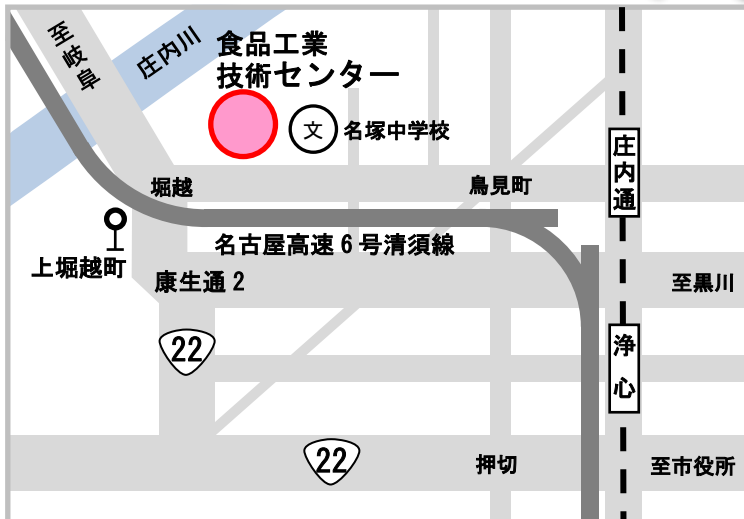 至岐阜
庄内川
食品工業
技術センター
文
名塚中学校
庄内通
堀越
鳥見町
名古屋高速6号清須線
上堀越町
康生通2
至黒川
22
浄心
22
押切
至市役所